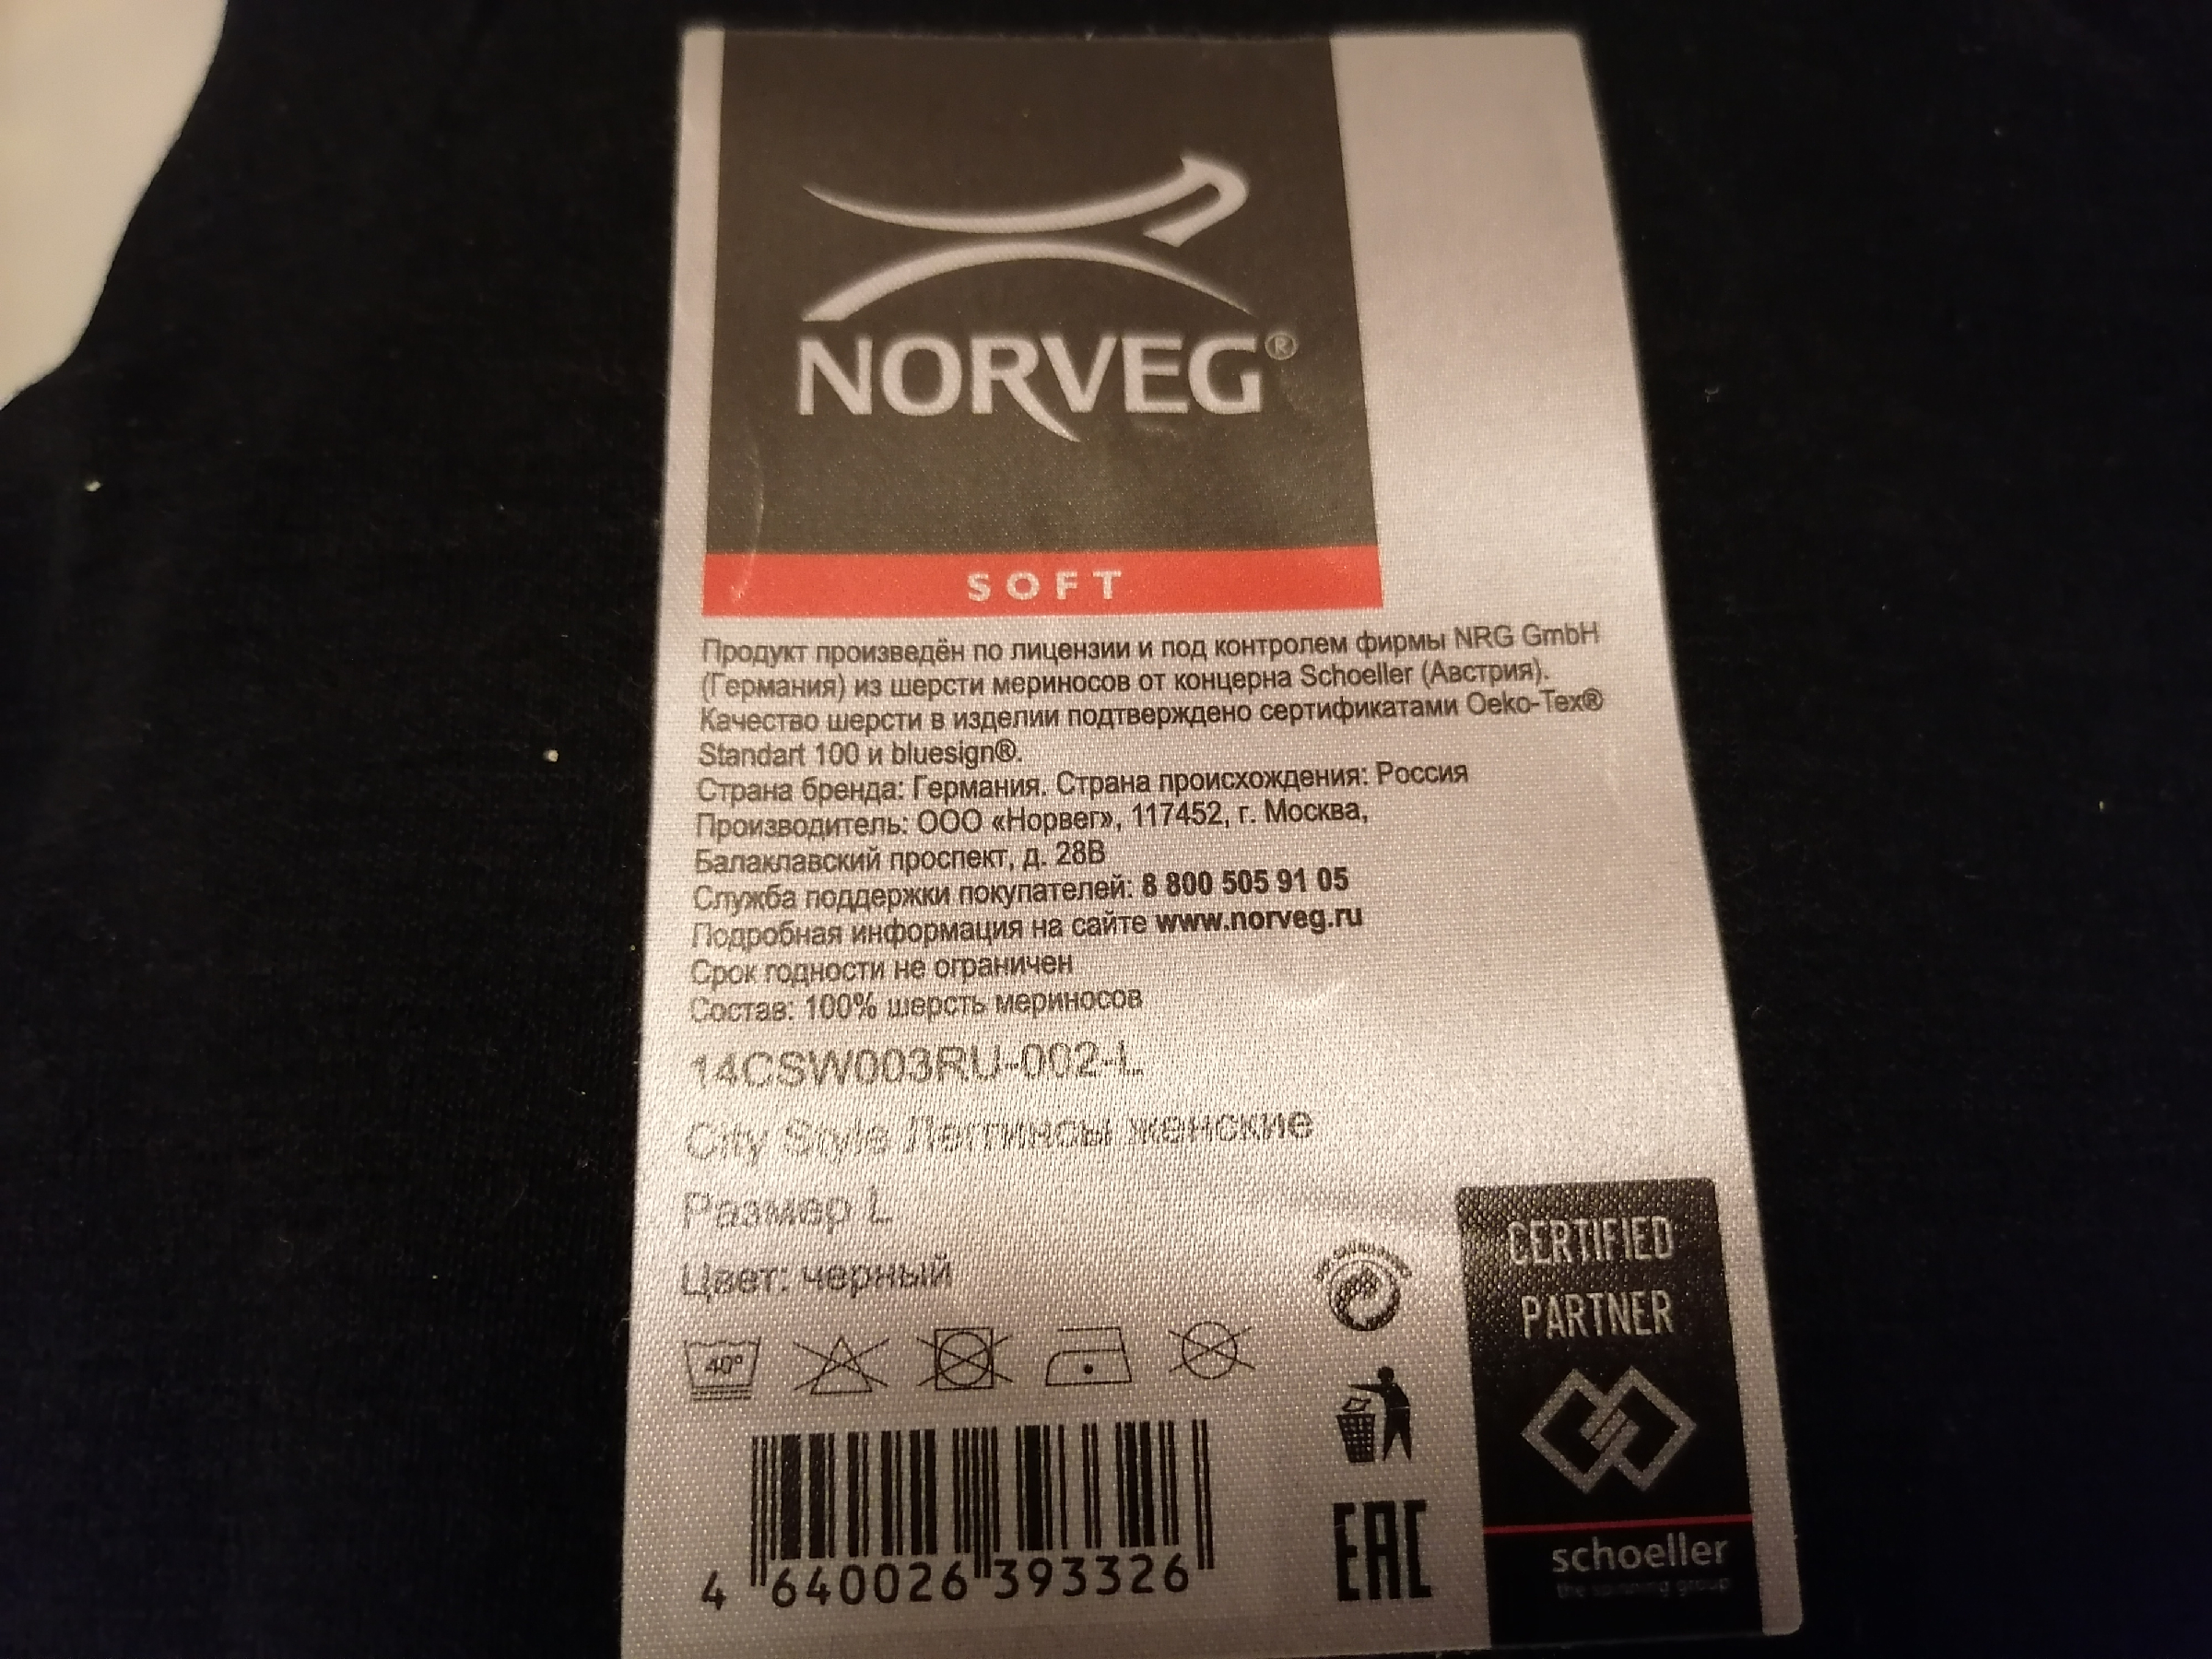 NORVEG®
SOFT
Продукт произведён по лицензии и под контролем фирмы NRG GmbH
(Германия) из шерсти мериносов от концерна Schoeller (Австрия).
Качество шерсти в изделии подтверждено сертификатами Oeko-Tex®
Standart 100 и bluesign®.
Страна бренда: Германия. Страна происхождения: Россия
Производитель: ООО «Норвег», 117452, г. Москва,
Балаклавский проспект, д. 28В
Служба поддержки покупателей: 8 800 505 91 05
Подробная информация на сайте www.norveg.ru
Срок годности не ограничен
Состав: 100% шерсть мериносов
14CSW003RU-002-L
City Style Леггинсы женские
Размер L
Цвет: черный
40°
4 640026 393326
EAC
CERTIFIED
PARTNER
schoeller
the spinning group